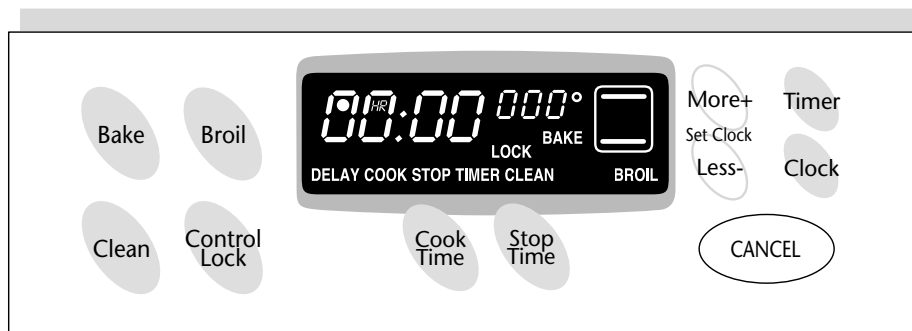 Bake
Broil
Clean
Control
Lock
00:00
HR
000°
BAKE
LOCK
DELAY COOK STOP TIMER CLEAN
BROIL
Cook
Time
Stop
Time
More+
Set Clock
Less-
Timer
Clock
CANCEL